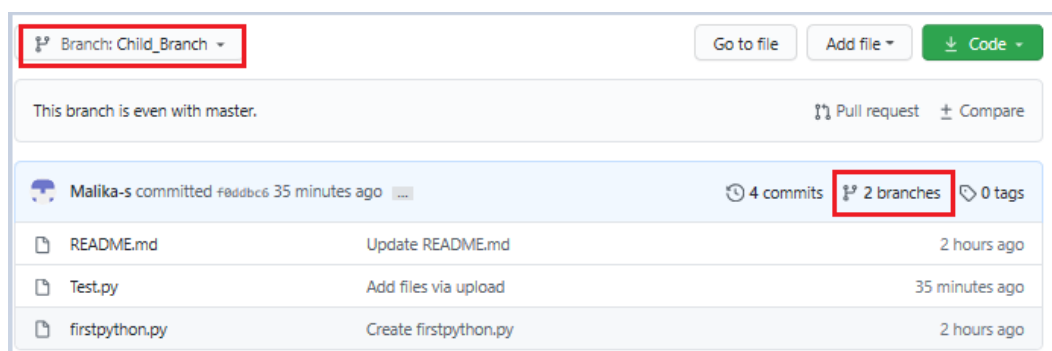 Branch: Child_Branch Go to file Add file Code
This branch is even with master. Pull request Compare
Malika-s committed f0ddbc6 35 minutes ago ... 4 commits 2 branches 0 tags
README.md Update README.md 2 hours ago
Test.py Add files via upload 35 minutes ago
firstpython.py Create firstpython.py 2 hours ago